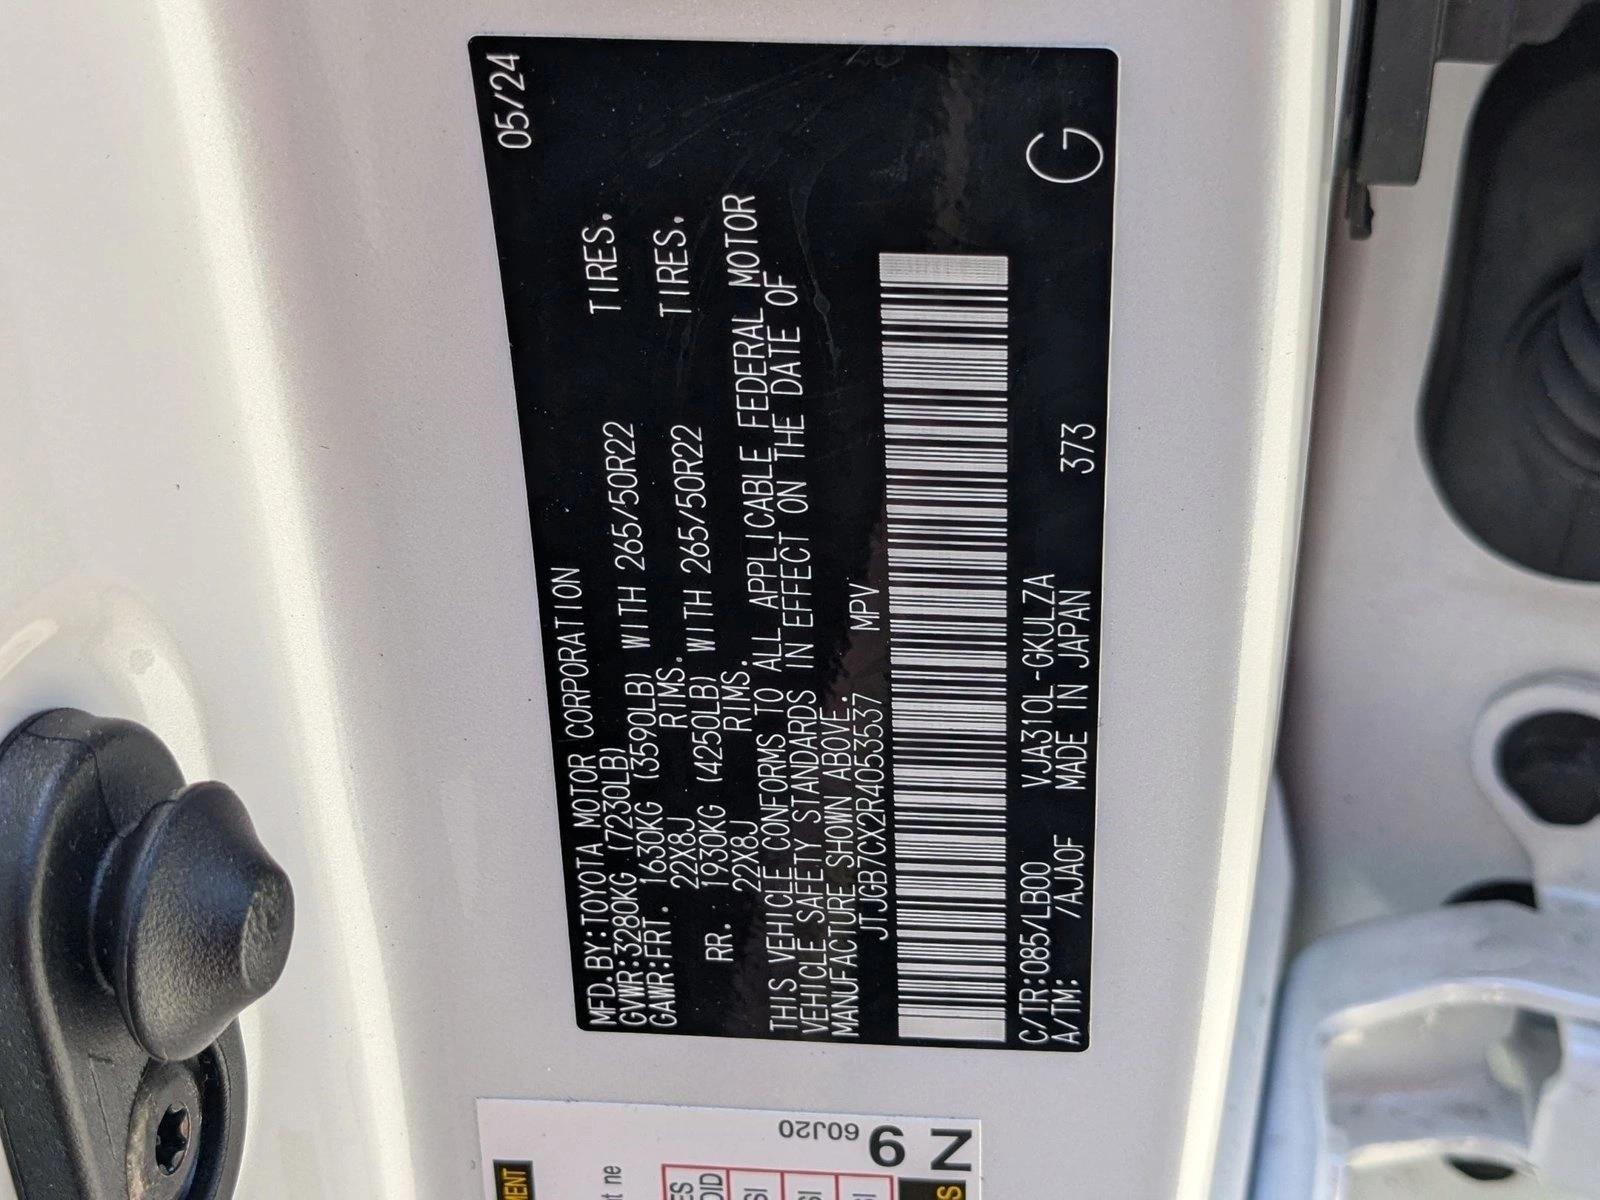 MFD.BY:TOYOTA MOTOR CORPORATION 05/24
GVWR:3280KG (7230LB)
GAWR:FRT. 1630KG (3590LB) WITH 265/50R22 TIRES.
22X8J RIMS.
RR. 1930KG (4250LB) WITH 265/50R22 TIRES.
22X8J RIMS.
THIS VEHICLE CONFORMS TO ALL APPLICABLE FEDERAL MOTOR
VEHICLE SAFETY STANDARDS IN EFFECT ON THE DATE OF
MANUFACTURE SHOWN ABOVE.
JTJGB7CX2R4053537 MPV
C/TR:085/LB00 VJA310L-GKULZA
A/TM: /AJA0F MADE IN JAPAN 373 G
60J20
Z9